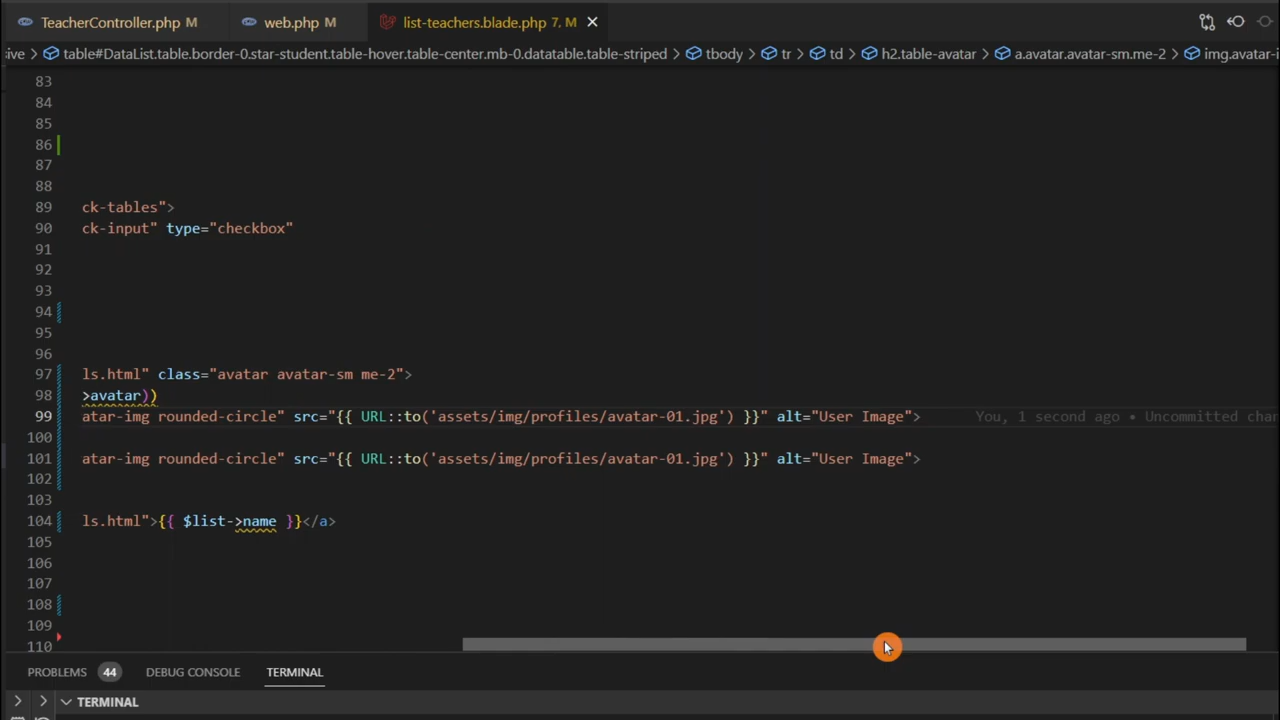 TeacherController.php M web.php M list-teachers.blade.php 7, M
sive > table#DataList.table.border-0.star-student.table-hover.table-center.mb-0.datatable.table-striped > tbody > tr > td > h2.table-avatar > a.avatar.avatar-sm.me-2 > img.avatar-i
83
84
85
86
87
88
89 ck-tables">
90 ck-input" type="checkbox"
91
92
93
94
95
96
97 ls.html" class="avatar avatar-sm me-2">
98 >avatar))
99 atar-img rounded-circle" src="{{ URL::to('assets/img/profiles/avatar-01.jpg') }}" alt="User Image"> You, 1 second ago • Uncommitted chan
100
101 atar-img rounded-circle" src="{{ URL::to('assets/img/profiles/avatar-01.jpg') }}" alt="User Image">
102
103
104 ls.html">{{ $list->name }}</a>
105
106
107
108
109
110
PROBLEMS 44 DEBUG CONSOLE TERMINAL
TERMINAL